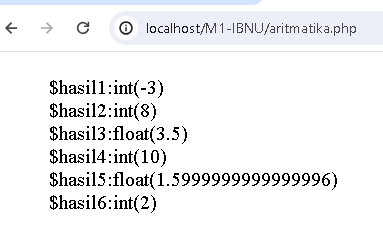 localhost/M1-IBNU/aritmatika.php
$hasil1:int(-3)
$hasil2:int(8)
$hasil3:float(3.5)
$hasil4:int(10)
$hasil5:float(1.5999999999999996)
$hasil6:int(2)